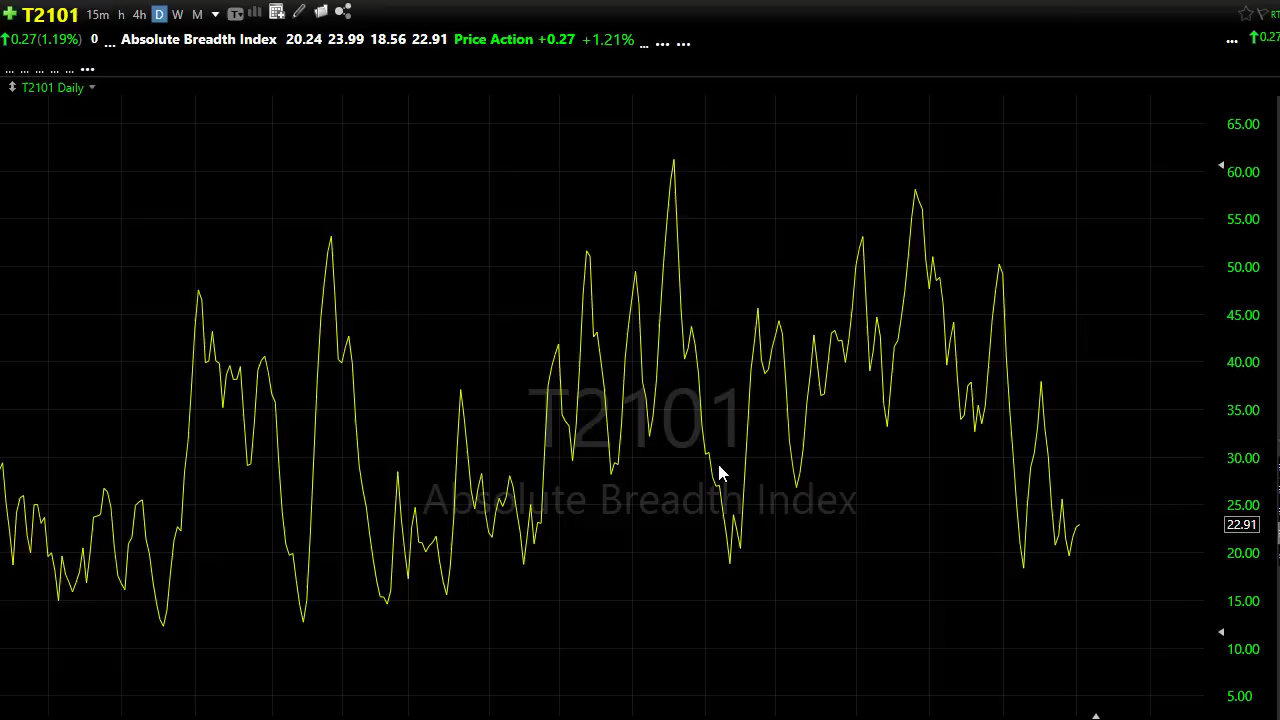 T2101 15m h 4h D W M T RT
0.27(1.19%) 0 ... Absolute Breadth Index 20.24 23.99 18.56 22.91 Price Action +0.27 +1.21% ... ... ... ... 0.27
... ... ... ... ... ...
T2101 Daily
65.00
60.00
55.00
50.00
45.00
40.00
35.00
T2101
30.00
Absolute Breadth Index
25.00
22.91
20.00
15.00
10.00
5.00